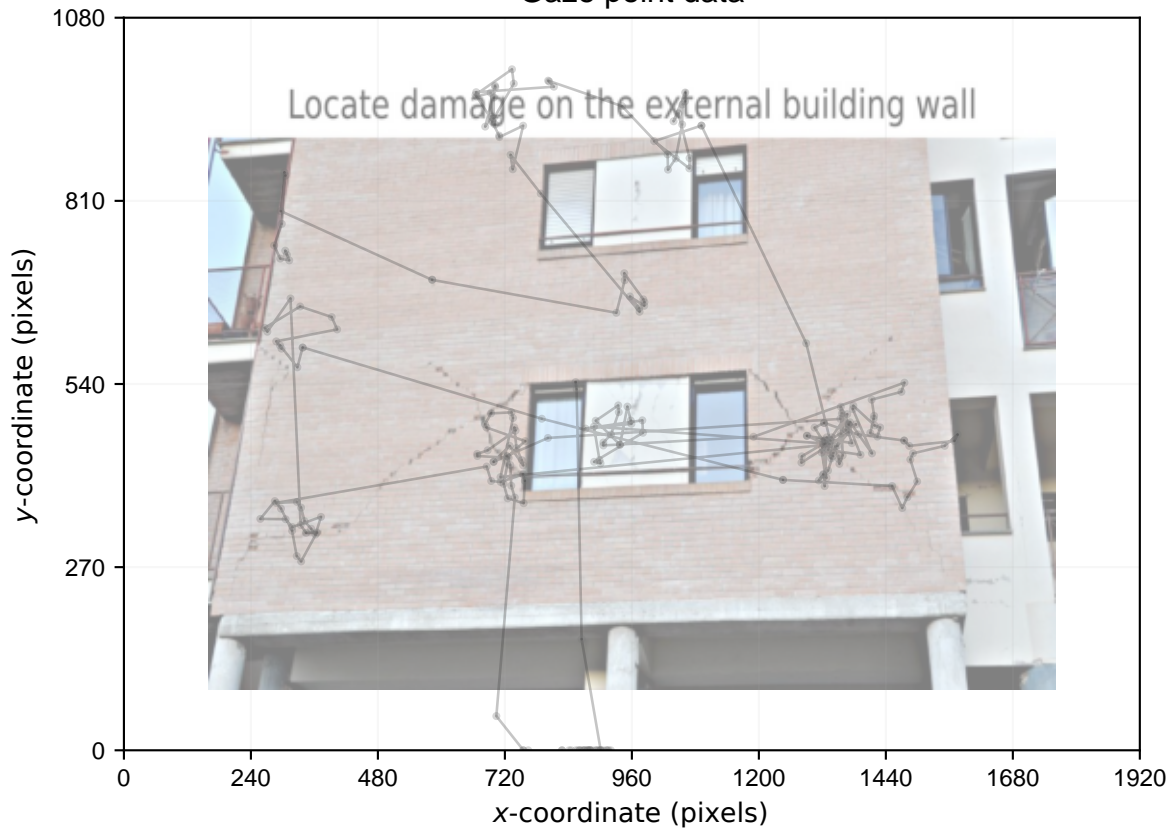 Gaze point data
1080
Locate damage on the external building wall
810
540
270
0
y-coordinate (pixels)
0 240 480 720 960 1200 1440 1680 1920
x-coordinate (pixels)